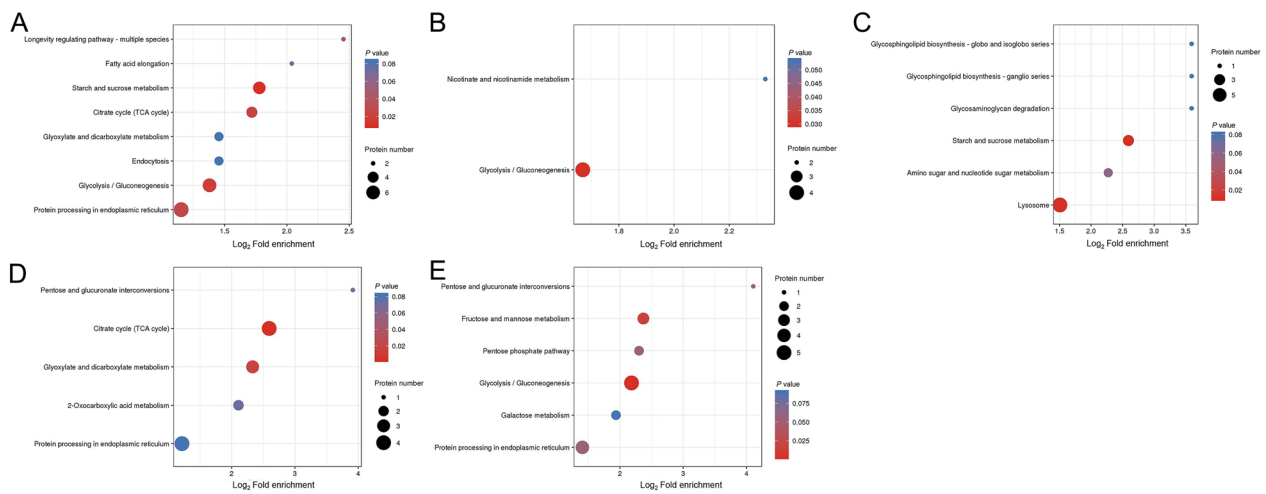 A
Longevity regulating pathway - multiple species
Fatty acid elongation
Starch and sucrose metabolism
Citrate cycle (TCA cycle)
Glyoxylate and dicarboxylate metabolism
Endocytosis
Glycolysis / Gluconeogenesis
Protein processing in endoplasmic reticulum
1.5 2.0 2.5
Log2 Fold enrichment
P value
0.08
0.06
0.04
0.02
Protein number
2
4
6
B
Nicotinate and nicotinamide metabolism
Glycolysis / Gluconeogenesis
1.8 2.0 2.2
Log2 Fold enrichment
P value
0.050
0.045
0.040
0.035
0.030
Protein number
2
3
4
C
Glycosphingolipid biosynthesis - globo and isoglobo series
Glycosphingolipid biosynthesis - ganglio series
Glycosaminoglycan degradation
Starch and sucrose metabolism
Amino sugar and nucleotide sugar metabolism
Lysosome
1.5 2.0 2.5 3.0 3.5
Log2 Fold enrichment
Protein number
1
3
5
P value
0.08
0.06
0.04
0.02
D
Pentose and glucuronate interconversions
Citrate cycle (TCA cycle)
Glyoxylate and dicarboxylate metabolism
2-Oxocarboxylic acid metabolism
Protein processing in endoplasmic reticulum
2 3 4
Log2 Fold enrichment
P value
0.08
0.06
0.04
0.02
Protein number
1
2
3
4
E
Pentose and glucuronate interconversions
Fructose and mannose metabolism
Pentose phosphate pathway
Glycolysis / Gluconeogenesis
Galactose metabolism
Protein processing in endoplasmic reticulum
2 3 4
Log2 Fold enrichment
Protein number
1
2
3
4
5
P value
0.075
0.050
0.025